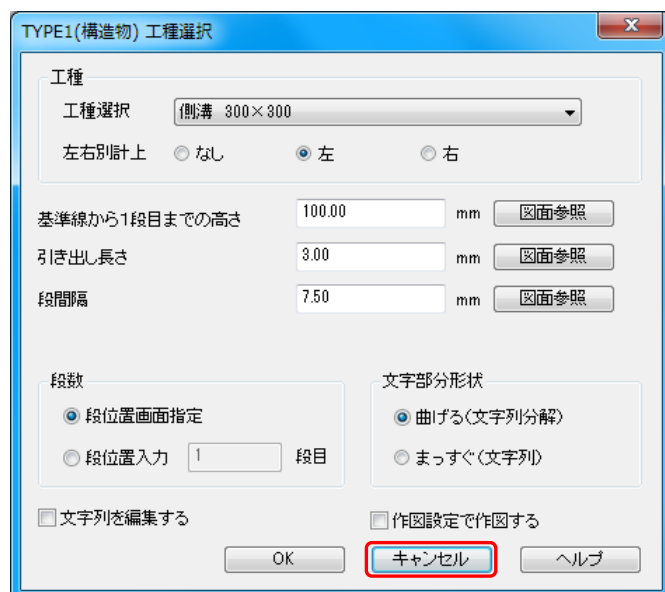 TYPE1(構造物) 工種選択
工種
工種選択 側溝 300×300
左右別計上 なし 左 右
基準線から1段目までの高さ 100.00 mm 図面参照
引き出し長さ 3.00 mm 図面参照
段間隔 7.50 mm 図面参照
段数 文字部分形状
段位置画面指定 曲げる(文字列分解)
段位置入力 1 段目 まっすぐ(文字列)
文字列を編集する 作図設定で作図する
OK キャンセル ヘルプ